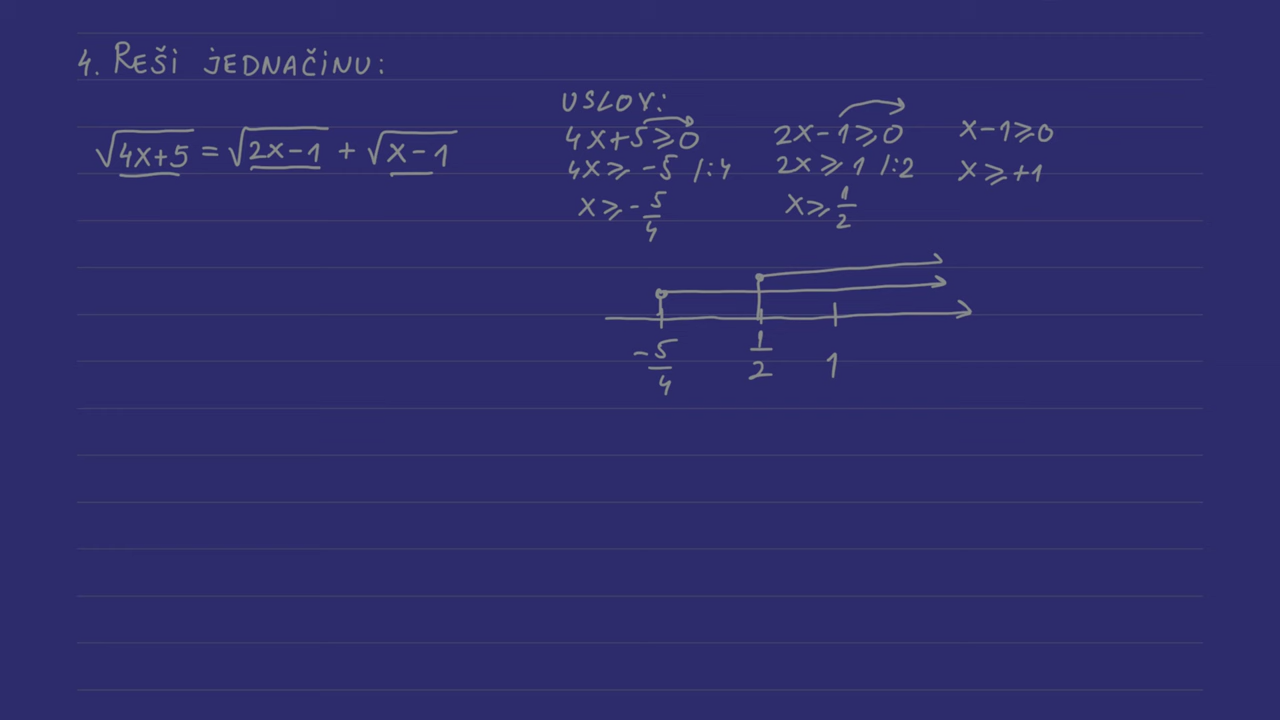 4. REŠI JEDNAČINU:
√4X+5 = √2X-1 + √X-1
USLOV:
4X+5≥0
4X≥-5 /:4
X≥-5/4
2X-1≥0
2X≥1 /:2
X≥1/2
X-1≥0
X≥+1
-5/4 1/2 1